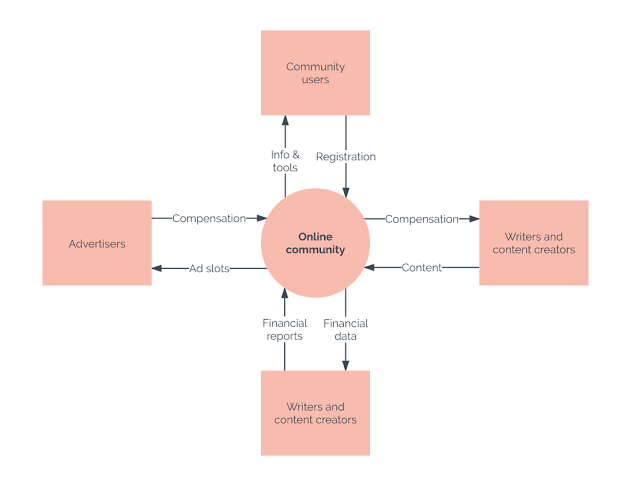 Community
users
Info &
tools
Registration
Advertisers
Compensation
Ad slots
Online
community
Compensation
Content
Writers and
content creators
Financial
reports
Financial
data
Writers and
content creators